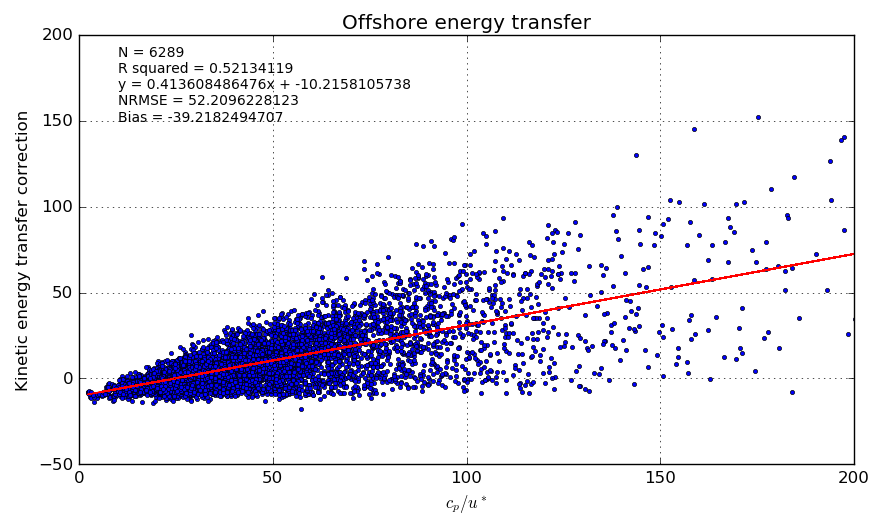 Offshore energy transfer
N = 6289
R squared = 0.52134119
y = 0.413608486476x + -10.2158105738
NRMSE = 52.2096228123
Bias = -39.2182494707
Kinetic energy transfer correction
200
150
100
50
0
−50
0 50 100 150 200
c_p/u*